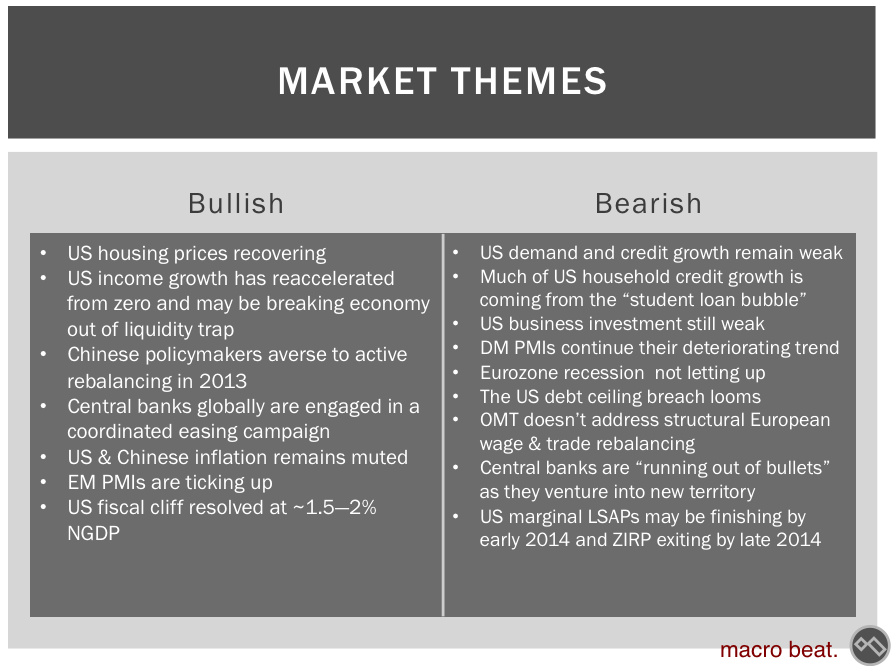 MARKET THEMES
Bullish
• US housing prices recovering
• US income growth has reaccelerated
from zero and may be breaking economy
out of liquidity trap
• Chinese policymakers averse to active
rebalancing in 2013
• Central banks globally are engaged in a
coordinated easing campaign
• US & Chinese inflation remains muted
• EM PMIs are ticking up
• US fiscal cliff resolved at ~1.5—2%
NGDP
Bearish
• US demand and credit growth remain weak
• Much of US household credit growth is
coming from the “student loan bubble”
• US business investment still weak
• DM PMIs continue their deteriorating trend
• Eurozone recession  not letting up
• The US debt ceiling breach looms
• OMT doesn’t address structural European
wage & trade rebalancing
• Central banks are “running out of bullets”
as they venture into new territory
• US marginal LSAPs may be finishing by
early 2014 and ZIRP exiting by late 2014
macro beat.